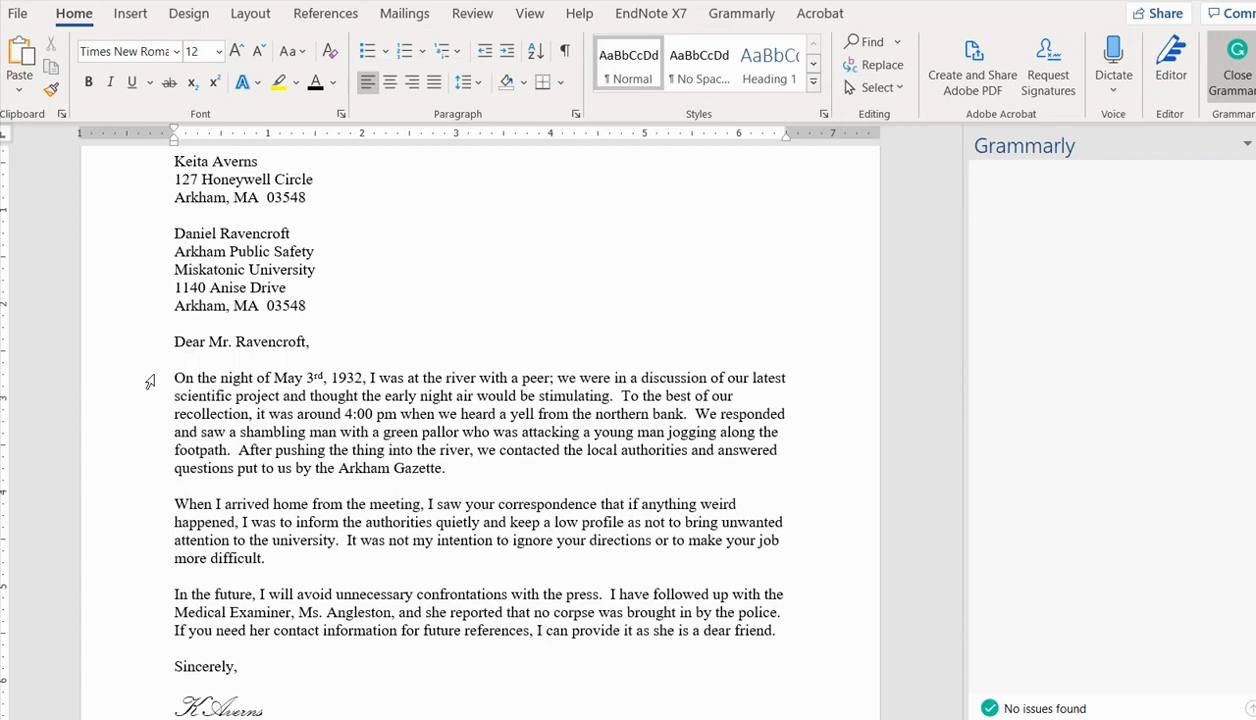 File Home Insert Design Layout References Mailings Review View Help EndNote X7 Grammarly Acrobat Share
Paste Times New Roma 12 Aa AaBbCcDd AaBbCcDd Find Replace Select Create and Share Adobe PDF Request Signatures Dictate Editor Close
B I U ab x₂ x² A A Normal No Spac... Heading 1
Clipboard Font Paragraph Styles Editing Adobe Acrobat Voice Editor
1 1 2 3 4 5 6 7
Grammarly
Keita Averns
127 Honeywell Circle
Arkham, MA 03548
Daniel Ravencroft
Arkham Public Safety
Miskatonic University
1140 Anise Drive
Arkham, MA 03548
Dear Mr. Ravencroft,
On the night of May 3rd, 1932, I was at the river with a peer; we were in a discussion of our latest
scientific project and thought the early night air would be stimulating. To the best of our
recollection, it was around 4:00 pm when we heard a yell from the northern bank. We responded
and saw a shambling man with a green pallor who was attacking a young man jogging along the
footpath. After pushing the thing into the river, we contacted the local authorities and answered
questions put to us by the Arkham Gazette.
When I arrived home from the meeting, I saw your correspondence that if anything weird
happened, I was to inform the authorities quietly and keep a low profile as not to bring unwanted
attention to the university. It was not my intention to ignore your directions or to make your job
more difficult.
In the future, I will avoid unnecessary confrontations with the press. I have followed up with the
Medical Examiner, Ms. Angleston, and she reported that no corpse was brought in by the police.
If you need her contact information for future references, I can provide it as she is a dear friend.
Sincerely,
K Averns
No issues found